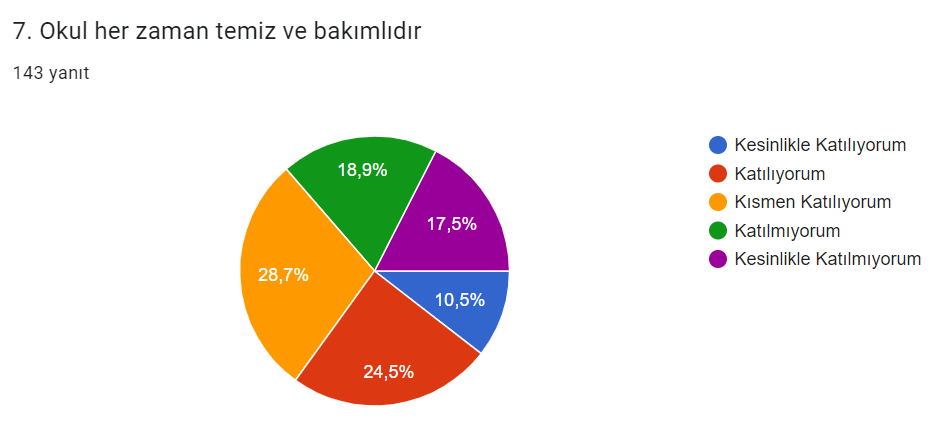 7. Okul her zaman temiz ve bakımlıdır
143 yanıt
18,9%
17,5%
28,7%
10,5%
24,5%
Kesinlikle Katılıyorum
Katılıyorum
Kısmen Katılıyorum
Katılmıyorum
Kesinlikle Katılmıyorum